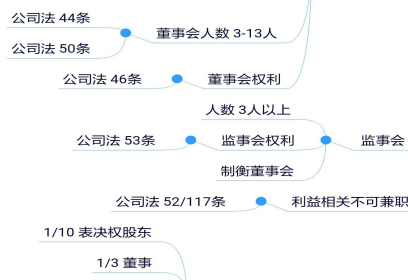 公司法 44条
董事会人数 3-13人
公司法 50条
公司法 46条
董事会权利
人数 3人以上
公司法 53条
监事会权利
监事会
制衡董事会
公司法 52/117条
利益相关不可兼职
1/10 表决权股东
1/3 董事